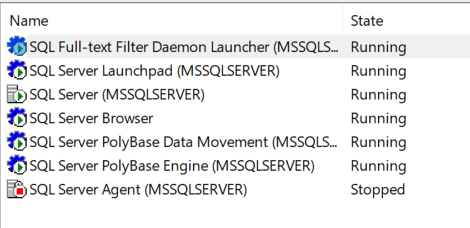 Name State
SQL Full-text Filter Daemon Launcher (MSSQLS... Running
SQL Server Launchpad (MSSQLSERVER) Running
SQL Server (MSSQLSERVER) Running
SQL Server Browser Running
SQL Server PolyBase Data Movement (MSSQLS... Running
SQL Server PolyBase Engine (MSSQLSERVER) Running
SQL Server Agent (MSSQLSERVER) Stopped